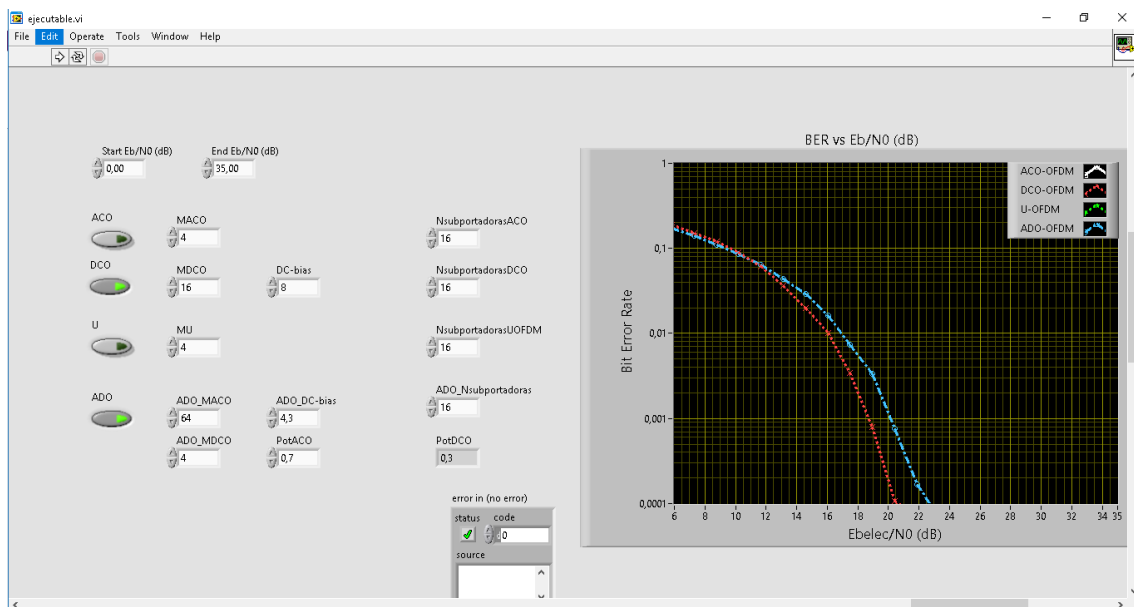 ejecutable.vi
File Edit Operate Tools Window Help
Start Eb/N0 (dB)
0,00
End Eb/N0 (dB)
35,00
ACO
MACO
4
NsubportadorasACO
16
DCO
MDCO
16
DC-bias
8
NsubportadorasDCO
16
U
MU
4
NsubportadorasUOFDM
16
ADO
ADO_MACO
64
ADO_DC-bias
4,3
ADO_Nsubportadoras
16
ADO_MDCO
4
PotACO
0,7
PotDCO
0,3
error in (no error)
status code
0
source
BER vs Eb/N0 (dB)
ACO-OFDM
DCO-OFDM
U-OFDM
ADO-OFDM
Bit Error Rate
1
0,1
0,01
0,001
0,0001
6 8 10 12 14 16 18 20 22 24 26 28 30 32 34 35
Ebelec/N0 (dB)